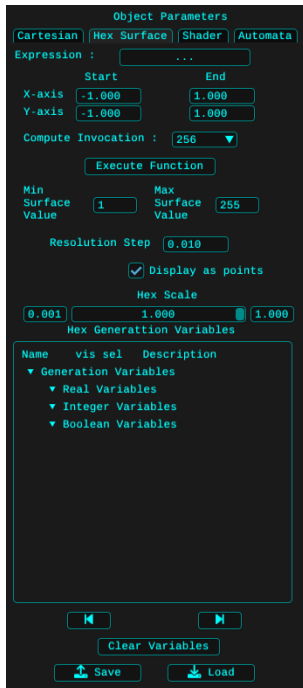 Object Parameters
Cartesian Hex Surface Shader Automata
Expression : ...
Start End
X-axis -1.000 1.000
Y-axis -1.000 1.000
Compute Invocation : 256
Execute Function
Min Surface Value 1 Max Surface Value 255
Resolution Step 0.010
Display as points
Hex Scale
0.001 1.000 1.000
Hex Generattion Variables
Name vis sel Description
Generation Variables
Real Variables
Integer Variables
Boolean Variables
Clear Variables
Save Load